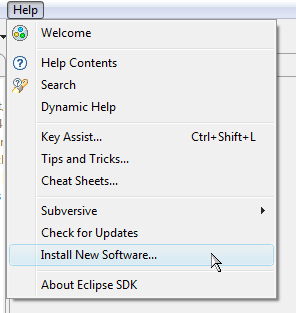 Help
Welcome
Help Contents
Search
Dynamic Help
Key Assist... Ctrl+Shift+L
Tips and Tricks...
Cheat Sheets...
Subversive
Check for Updates
Install New Software...
About Eclipse SDK